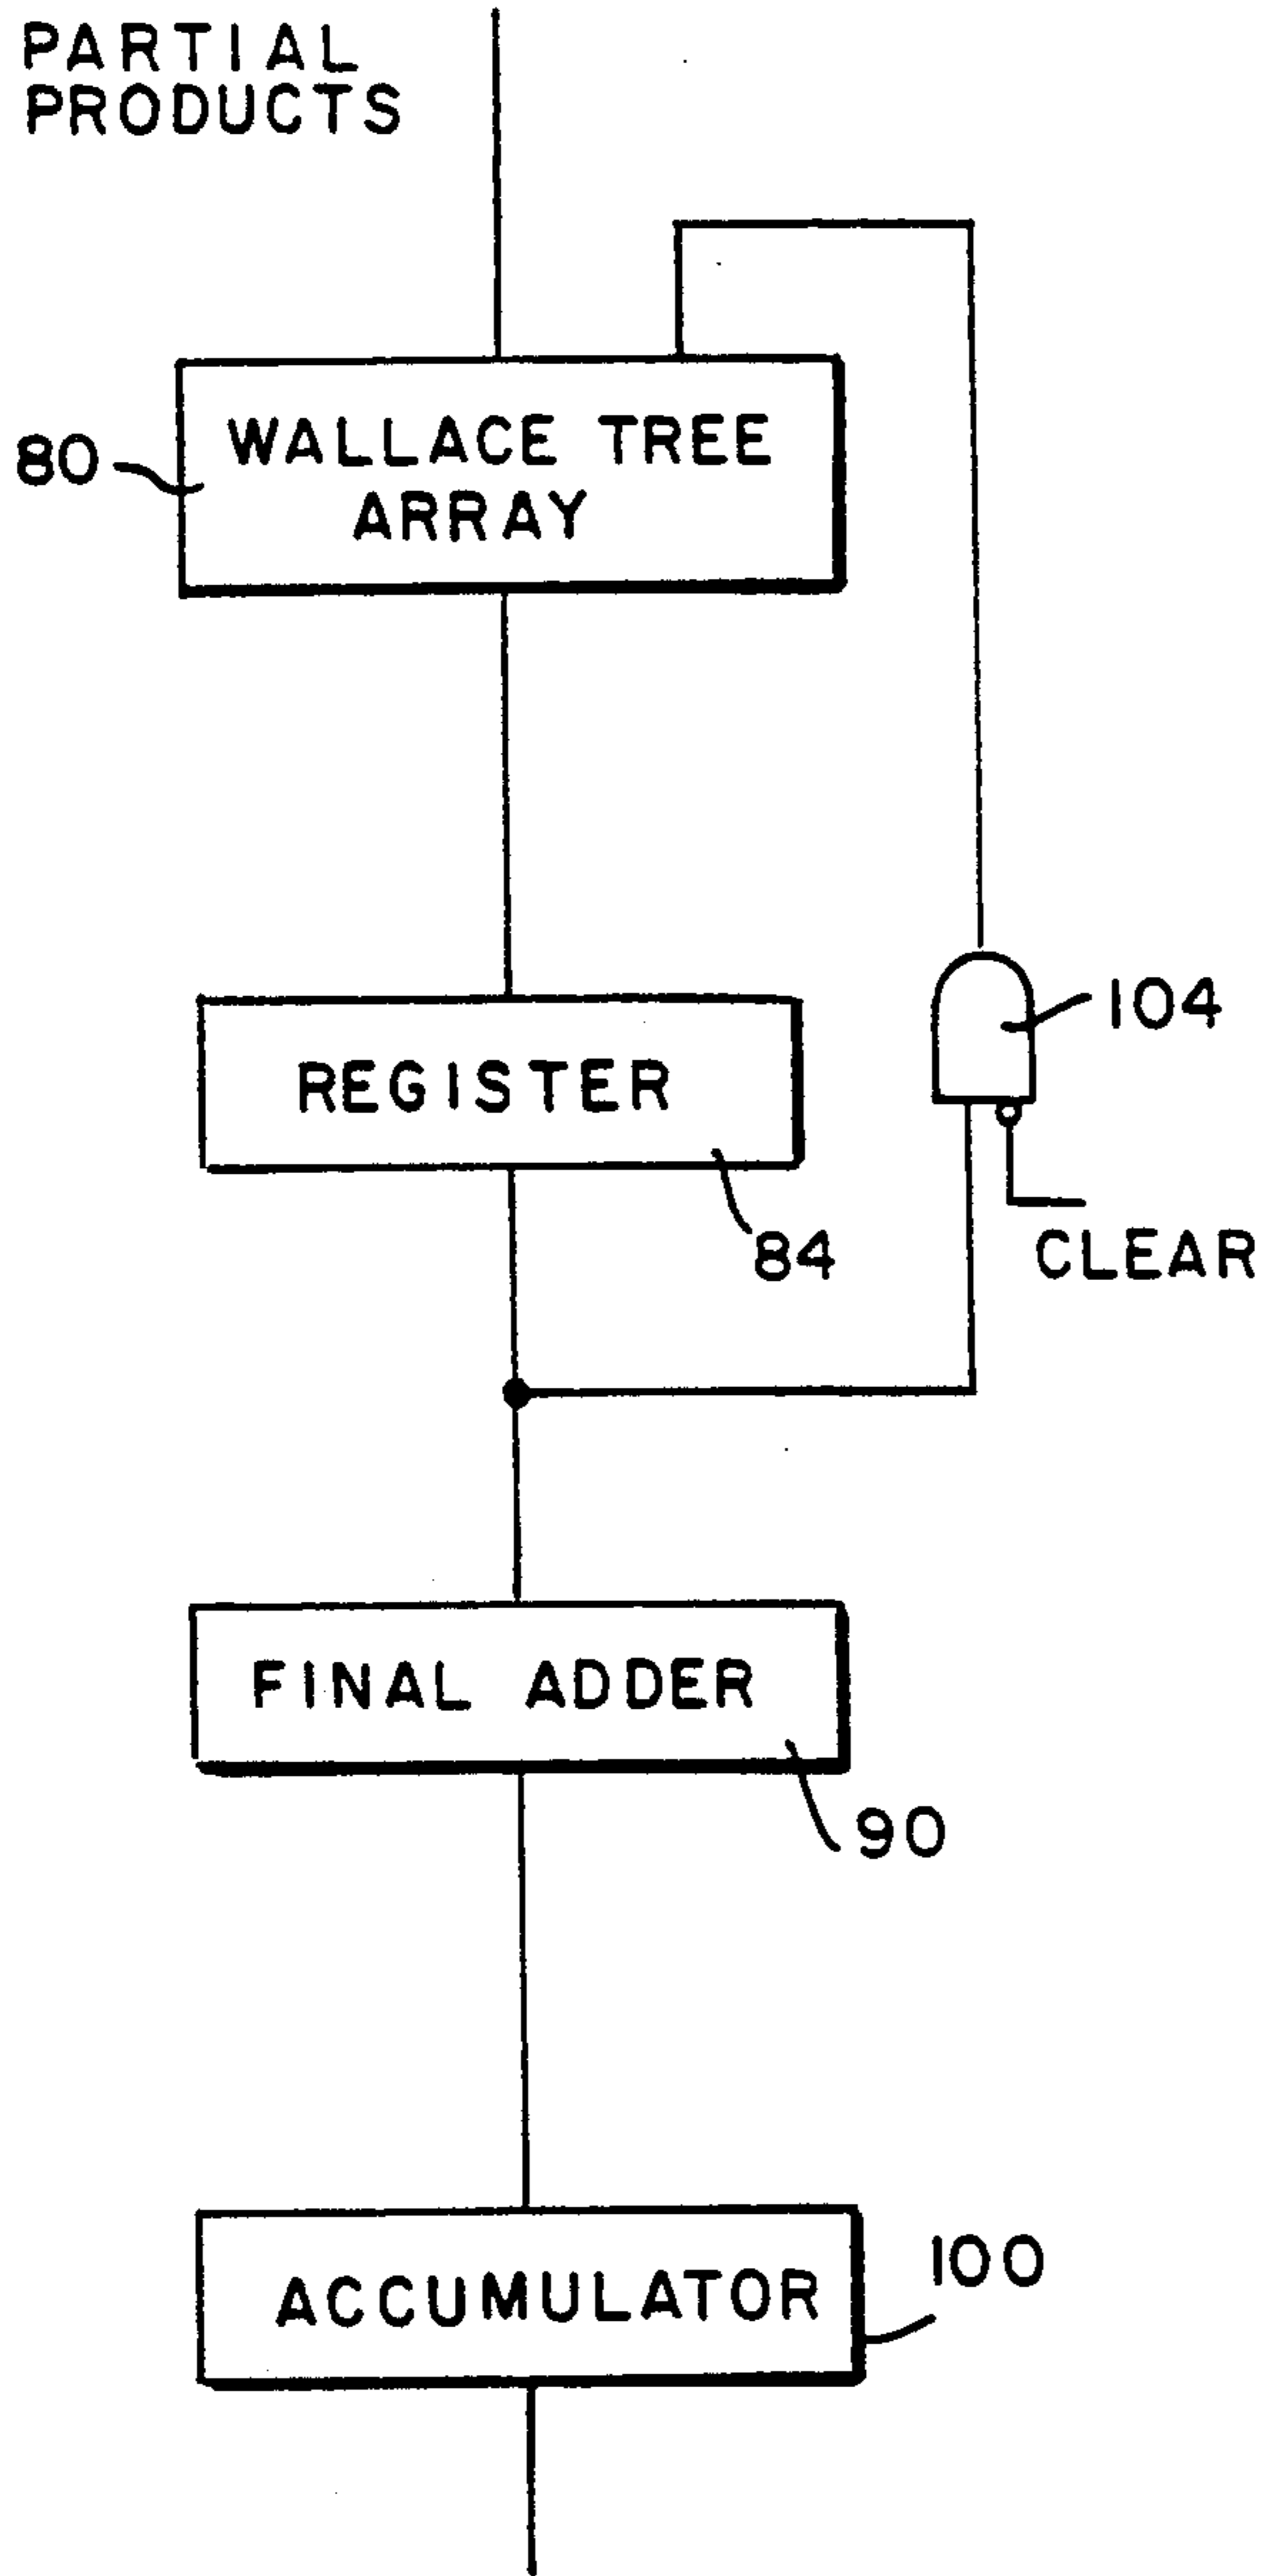 PARTIAL
PRODUCTS
80
WALLACE TREE
ARRAY
REGISTER
84
104
CLEAR
FINAL ADDER
90
ACCUMULATOR
100